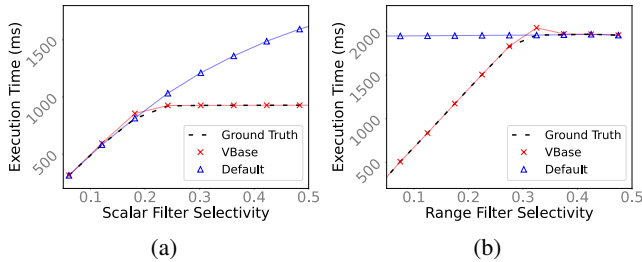 Execution Time (ms)
1500
1000
500
0.1 0.2 0.3 0.4 0.5
Scalar Filter Selectivity
Ground Truth
VBase
Default
(a)
Execution Time (ms)
2000
1500
1000
500
0.1 0.2 0.3 0.4 0.5
Range Filter Selectivity
Ground Truth
VBase
Default
(b)